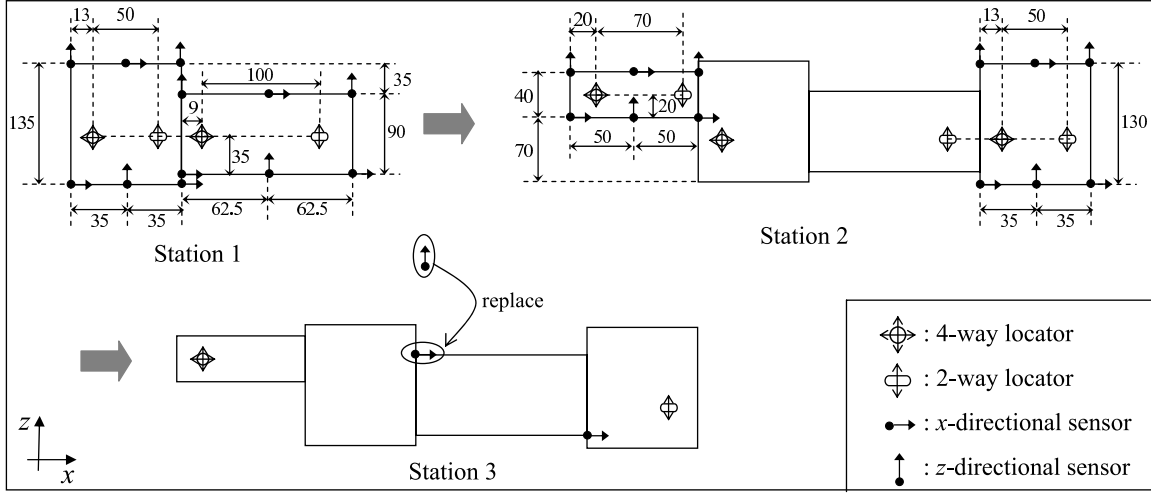 13 50
100
35
9
135
90
35
35 35
62.5 62.5
Station 1
20 70
13 50
40
20
50 50
70
130
35 35
Station 2
replace
Station 3
z
x
: 4-way locator
: 2-way locator
: x-directional sensor
: z-directional sensor